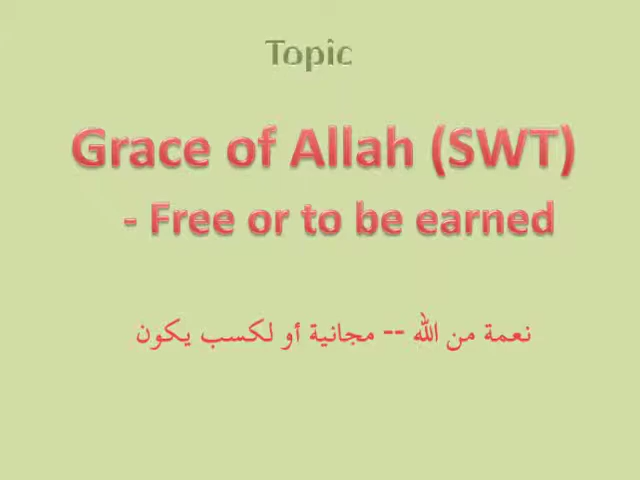 Topic
Grace of Allah (SWT)
- Free or to be earned
نعمة من الله -- مجانية أو لكسب يكون